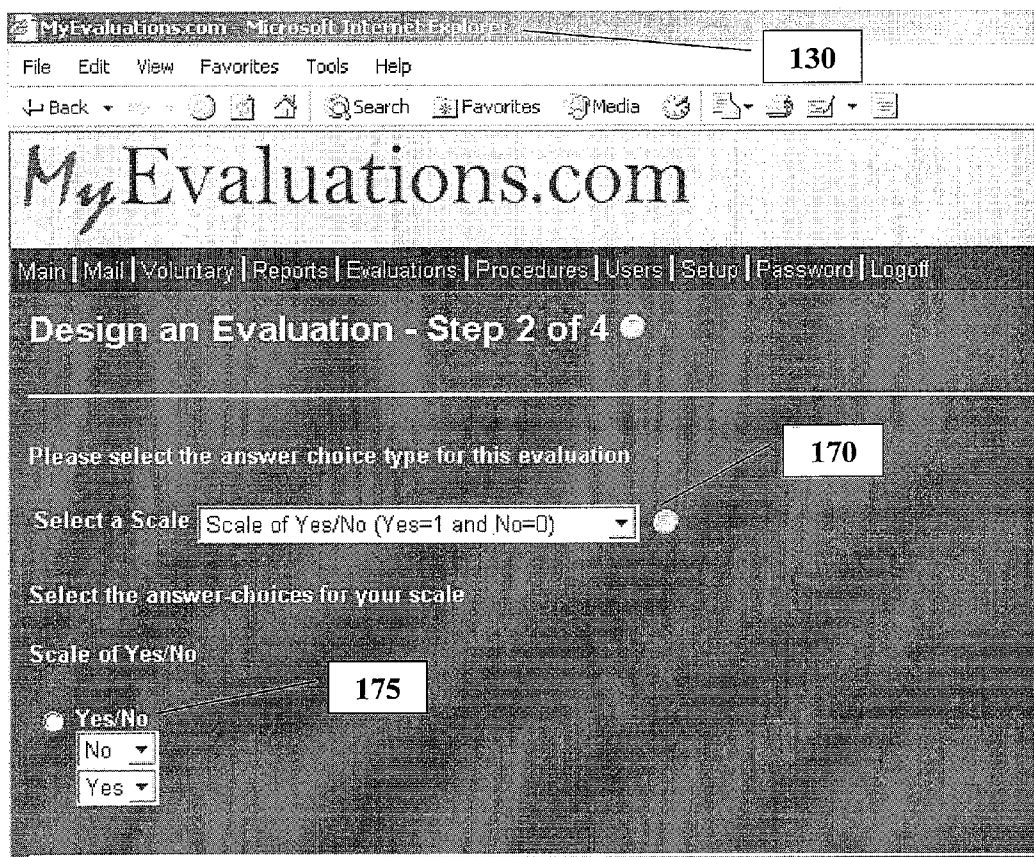 MyEvaluations.com - Microsoft Internet Explorer
130
File Edit View Favorites Tools Help
Back Search Favorites Media
MyEvaluations.com
Main | Mail | Voluntary | Reports | Evaluations | Procedures | Users | Setup | Password | Logoff
Design an Evaluation - Step 2 of 4
Please select the answer choice type for this evaluation
170
Select a Scale Scale of Yes/No (Yes=1 and No=0)
Select the answer-choices for your scale
Scale of Yes/No
175
Yes/No
No
Yes